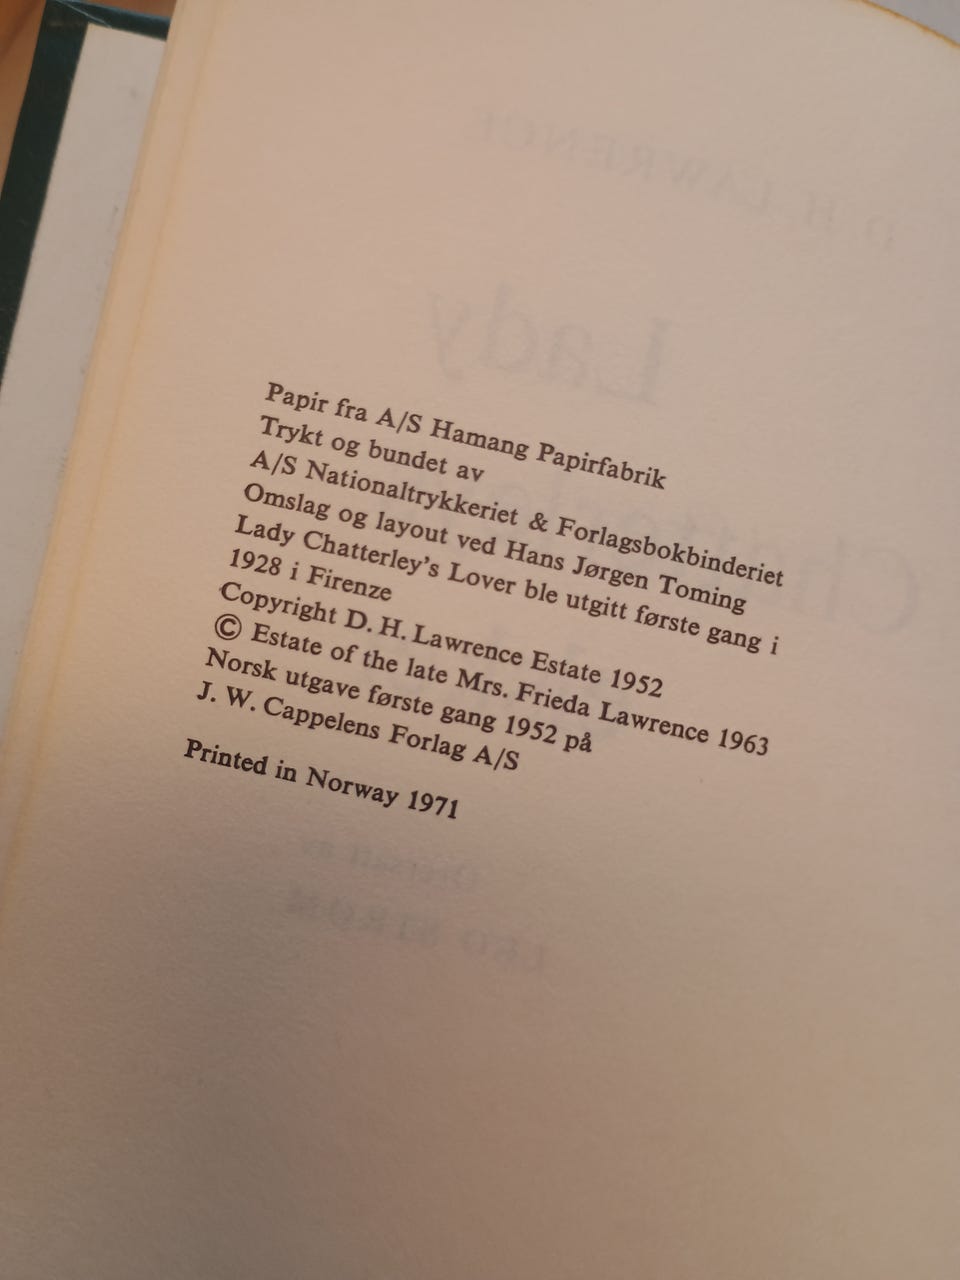 Papir fra A/S Hamang Papirfabrik
Trykt og bundet av
A/S Nationaltrykkeriet & Forlagsbokbinderiet
Omslag og layout ved Hans Jørgen Toming
Lady Chatterley's Lover ble utgitt første gang i
1928 i Firenze
Copyright D. H. Lawrence Estate 1952
© Estate of the late Mrs. Frieda Lawrence 1963
Norsk utgave første gang 1952 på
J. W. Cappelens Forlag A/S
Printed in Norway 1971
D. H. LAWRENCE
Lady